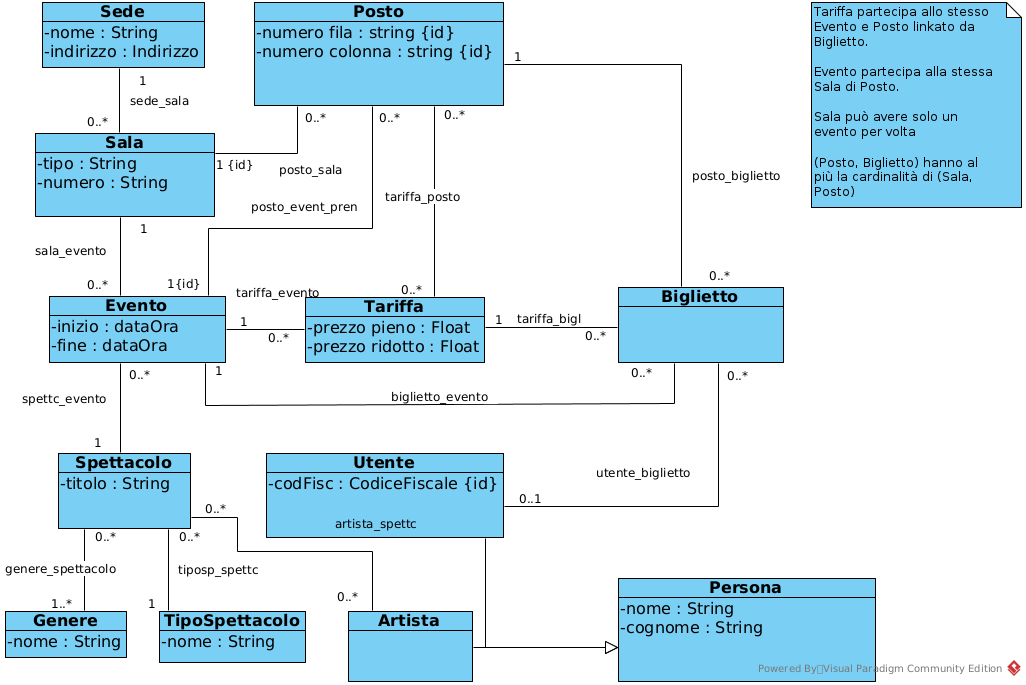 Sede
-nome : String
-indirizzo : Indirizzo
Posto
-numero fila : string {id}
-numero colonna : string {id}
Tariffa partecipa allo stesso
Evento e Posto linkato da
Biglietto.
Evento partecipa alla stessa
Sala di Posto.
Sala può avere solo un
evento per volta
(Posto, Biglietto) hanno al
più la cardinalità di (Sala,
Posto)
1
sede_sala
0..*
1
0..*
0..*
0..*
Sala
-tipo : String
-numero : String
1 {id}
posto_sala
posto_biglietto
tariffa_posto
posto_event_pren
1
sala_evento
0..*
1{id}
tariffa_evento
0..*
0..*
Evento
-inizio : dataOra
-fine : dataOra
1
0..*
Tariffa
-prezzo pieno : Float
-prezzo ridotto : Float
1
tariffa_bigl
0..*
Biglietto
0..*
1
0..*
0..*
spettc_evento
biglietto_evento
1
Spettacolo
-titolo : String
Utente
-codFisc : CodiceFiscale {id}
utente_biglietto
0..1
0..*
artista_spettc
0..*
0..*
genere_spettacolo
tiposp_spettc
1..*
1
0..*
Genere
-nome : String
TipoSpettacolo
-nome : String
Artista
Persona
-nome : String
-cognome : String
Powered By Visual Paradigm Community Edition